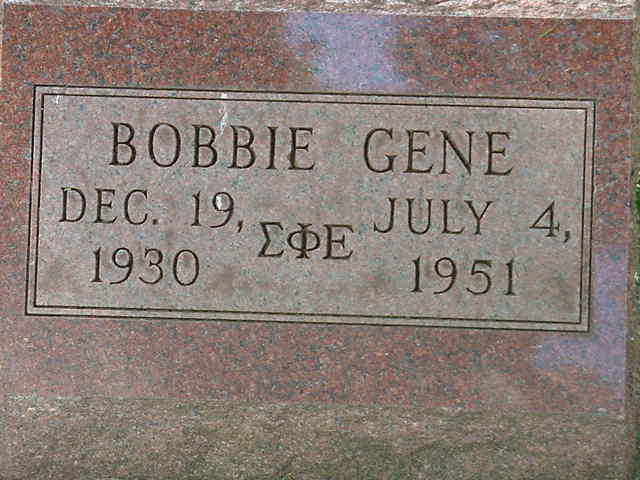 BOBBIE GENE
DEC. 19, JULY 4,
ΣΦΕ
1930 1951